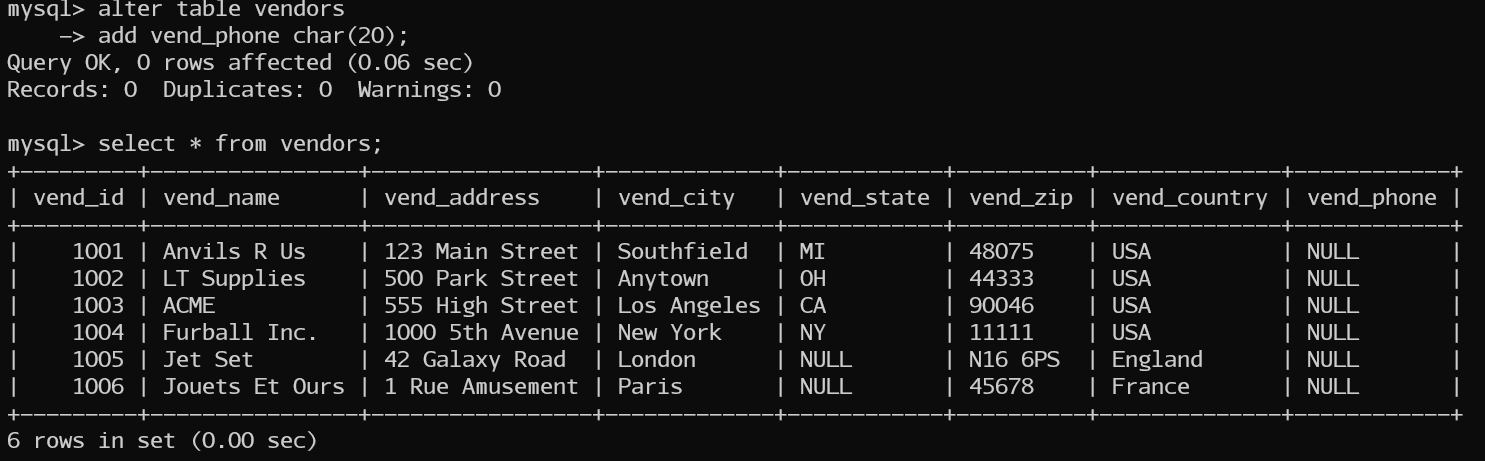 mysql> alter table vendors
    -> add vend_phone char(20);
Query OK, 0 rows affected (0.06 sec)
Records: 0  Duplicates: 0  Warnings: 0

mysql> select * from vendors;
+---------+----------------+-----------------+-------------+------------+----------+--------------+------------+
| vend_id | vend_name      | vend_address    | vend_city   | vend_state | vend_zip | vend_country | vend_phone |
+---------+----------------+-----------------+-------------+------------+----------+--------------+------------+
|    1001 | Anvils R Us    | 123 Main Street | Southfield  | MI         | 48075    | USA          | NULL       |
|    1002 | LT Supplies    | 500 Park Street | Anytown     | OH         | 44333    | USA          | NULL       |
|    1003 | ACME           | 555 High Street | Los Angeles | CA         | 90046    | USA          | NULL       |
|    1004 | Furball Inc.   | 1000 5th Avenue | New York    | NY         | 11111    | USA          | NULL       |
|    1005 | Jet Set        | 42 Galaxy Road  | London      | NULL       | N16 6PS  | England      | NULL       |
|    1006 | Jouets Et Ours | 1 Rue Amusement | Paris       | NULL       | 45678    | France       | NULL       |
+---------+----------------+-----------------+-------------+------------+----------+--------------+------------+
6 rows in set (0.00 sec)